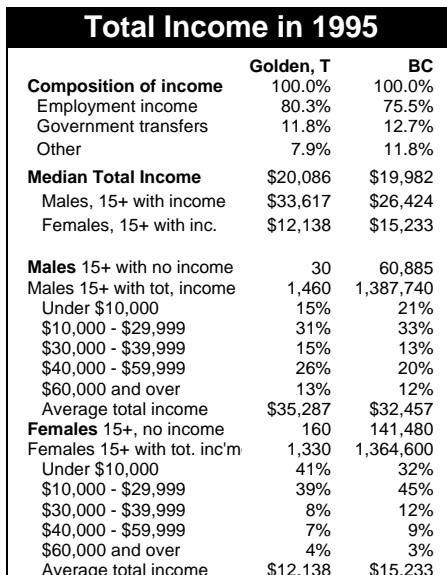 Total Income in 1995
Golden, T BC
Composition of income 100.0% 100.0%
Employment income 80.3% 75.5%
Government transfers 11.8% 12.7%
Other 7.9% 11.8%
Median Total Income $20,086 $19,982
Males, 15+ with income $33,617 $26,424
Females, 15+ with inc. $12,138 $15,233
Males 15+ with no income 30 60,885
Males 15+ with tot, income 1,460 1,387,740
Under $10,000 15% 21%
$10,000 - $29,999 31% 33%
$30,000 - $39,999 15% 13%
$40,000 - $59,999 26% 20%
$60,000 and over 13% 12%
Average total income $35,287 $32,457
Females 15+, no income 160 141,480
Females 15+ with tot. inc'm 1,330 1,364,600
Under $10,000 41% 32%
$10,000 - $29,999 39% 45%
$30,000 - $39,999 8% 12%
$40,000 - $59,999 7% 9%
$60,000 and over 4% 3%
Average total income $12,138 $15,233